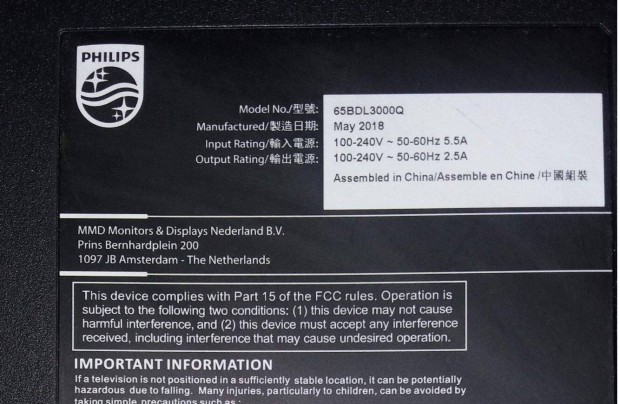 PHILIPS
Model No./型號: 65BDL3000Q
Manufactured/製造日期: May 2018
Input Rating/輸入電源: 100-240V ~ 50-60Hz 5.5A
Output Rating/輸出電源: 100-240V ~ 50-60Hz 2.5A
Assembled in China/Assemble en Chine /中國組裝
MMD Monitors & Displays Nederland B.V.
Prins Bernhardplein 200
1097 JB Amsterdam - The Netherlands
This device complies with Part 15 of the FCC rules. Operation is
subject to the following two conditions: (1) this device may not cause
harmful interference, and (2) this device must accept any interference
received, including interference that may cause undesired operation.
IMPORTANT INFORMATION
If a television is not positioned in a sufficiently stable location, it can be potentially
hazardous due to falling. Many injuries, particularly to children, can be avoided by
taking simple precautions such as :